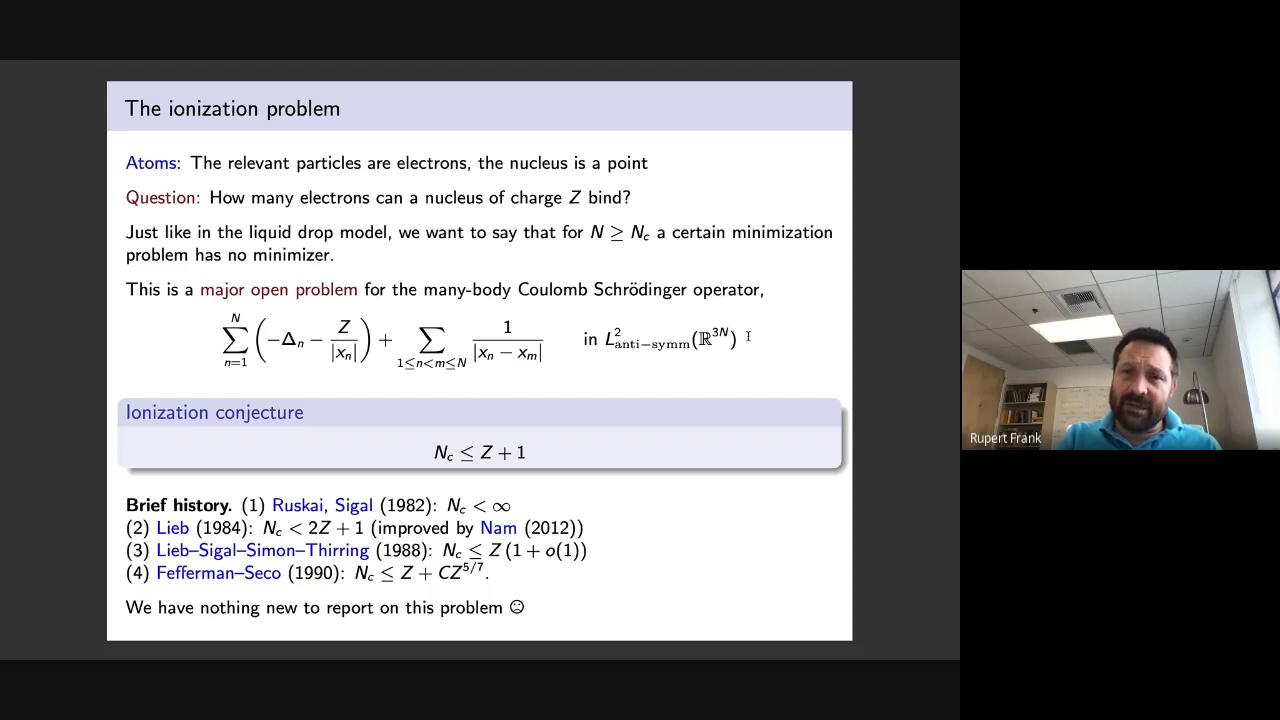 The ionization problem
Atoms: The relevant particles are electrons, the nucleus is a point
Question: How many electrons can a nucleus of charge Z bind?
Just like in the liquid drop model, we want to say that for N ≥ N_c a certain minimization
problem has no minimizer.
This is a major open problem for the many-body Coulomb Schrödinger operator,
∑_{n=1}^{N} (−Δ_n − Z/|x_n|) + ∑_{1≤n<m≤N} 1/|x_n − x_m| in L²_{anti−symm}(ℝ^{3N})
Ionization conjecture
N_c ≤ Z + 1
Brief history. (1) Ruskai, Sigal (1982): N_c < ∞
(2) Lieb (1984): N_c < 2Z + 1 (improved by Nam (2012))
(3) Lieb–Sigal–Simon–Thirring (1988): N_c ≤ Z (1 + o(1))
(4) Fefferman–Seco (1990): N_c ≤ Z + CZ^{5/7}.
We have nothing new to report on this problem ☹
Rupert Frank